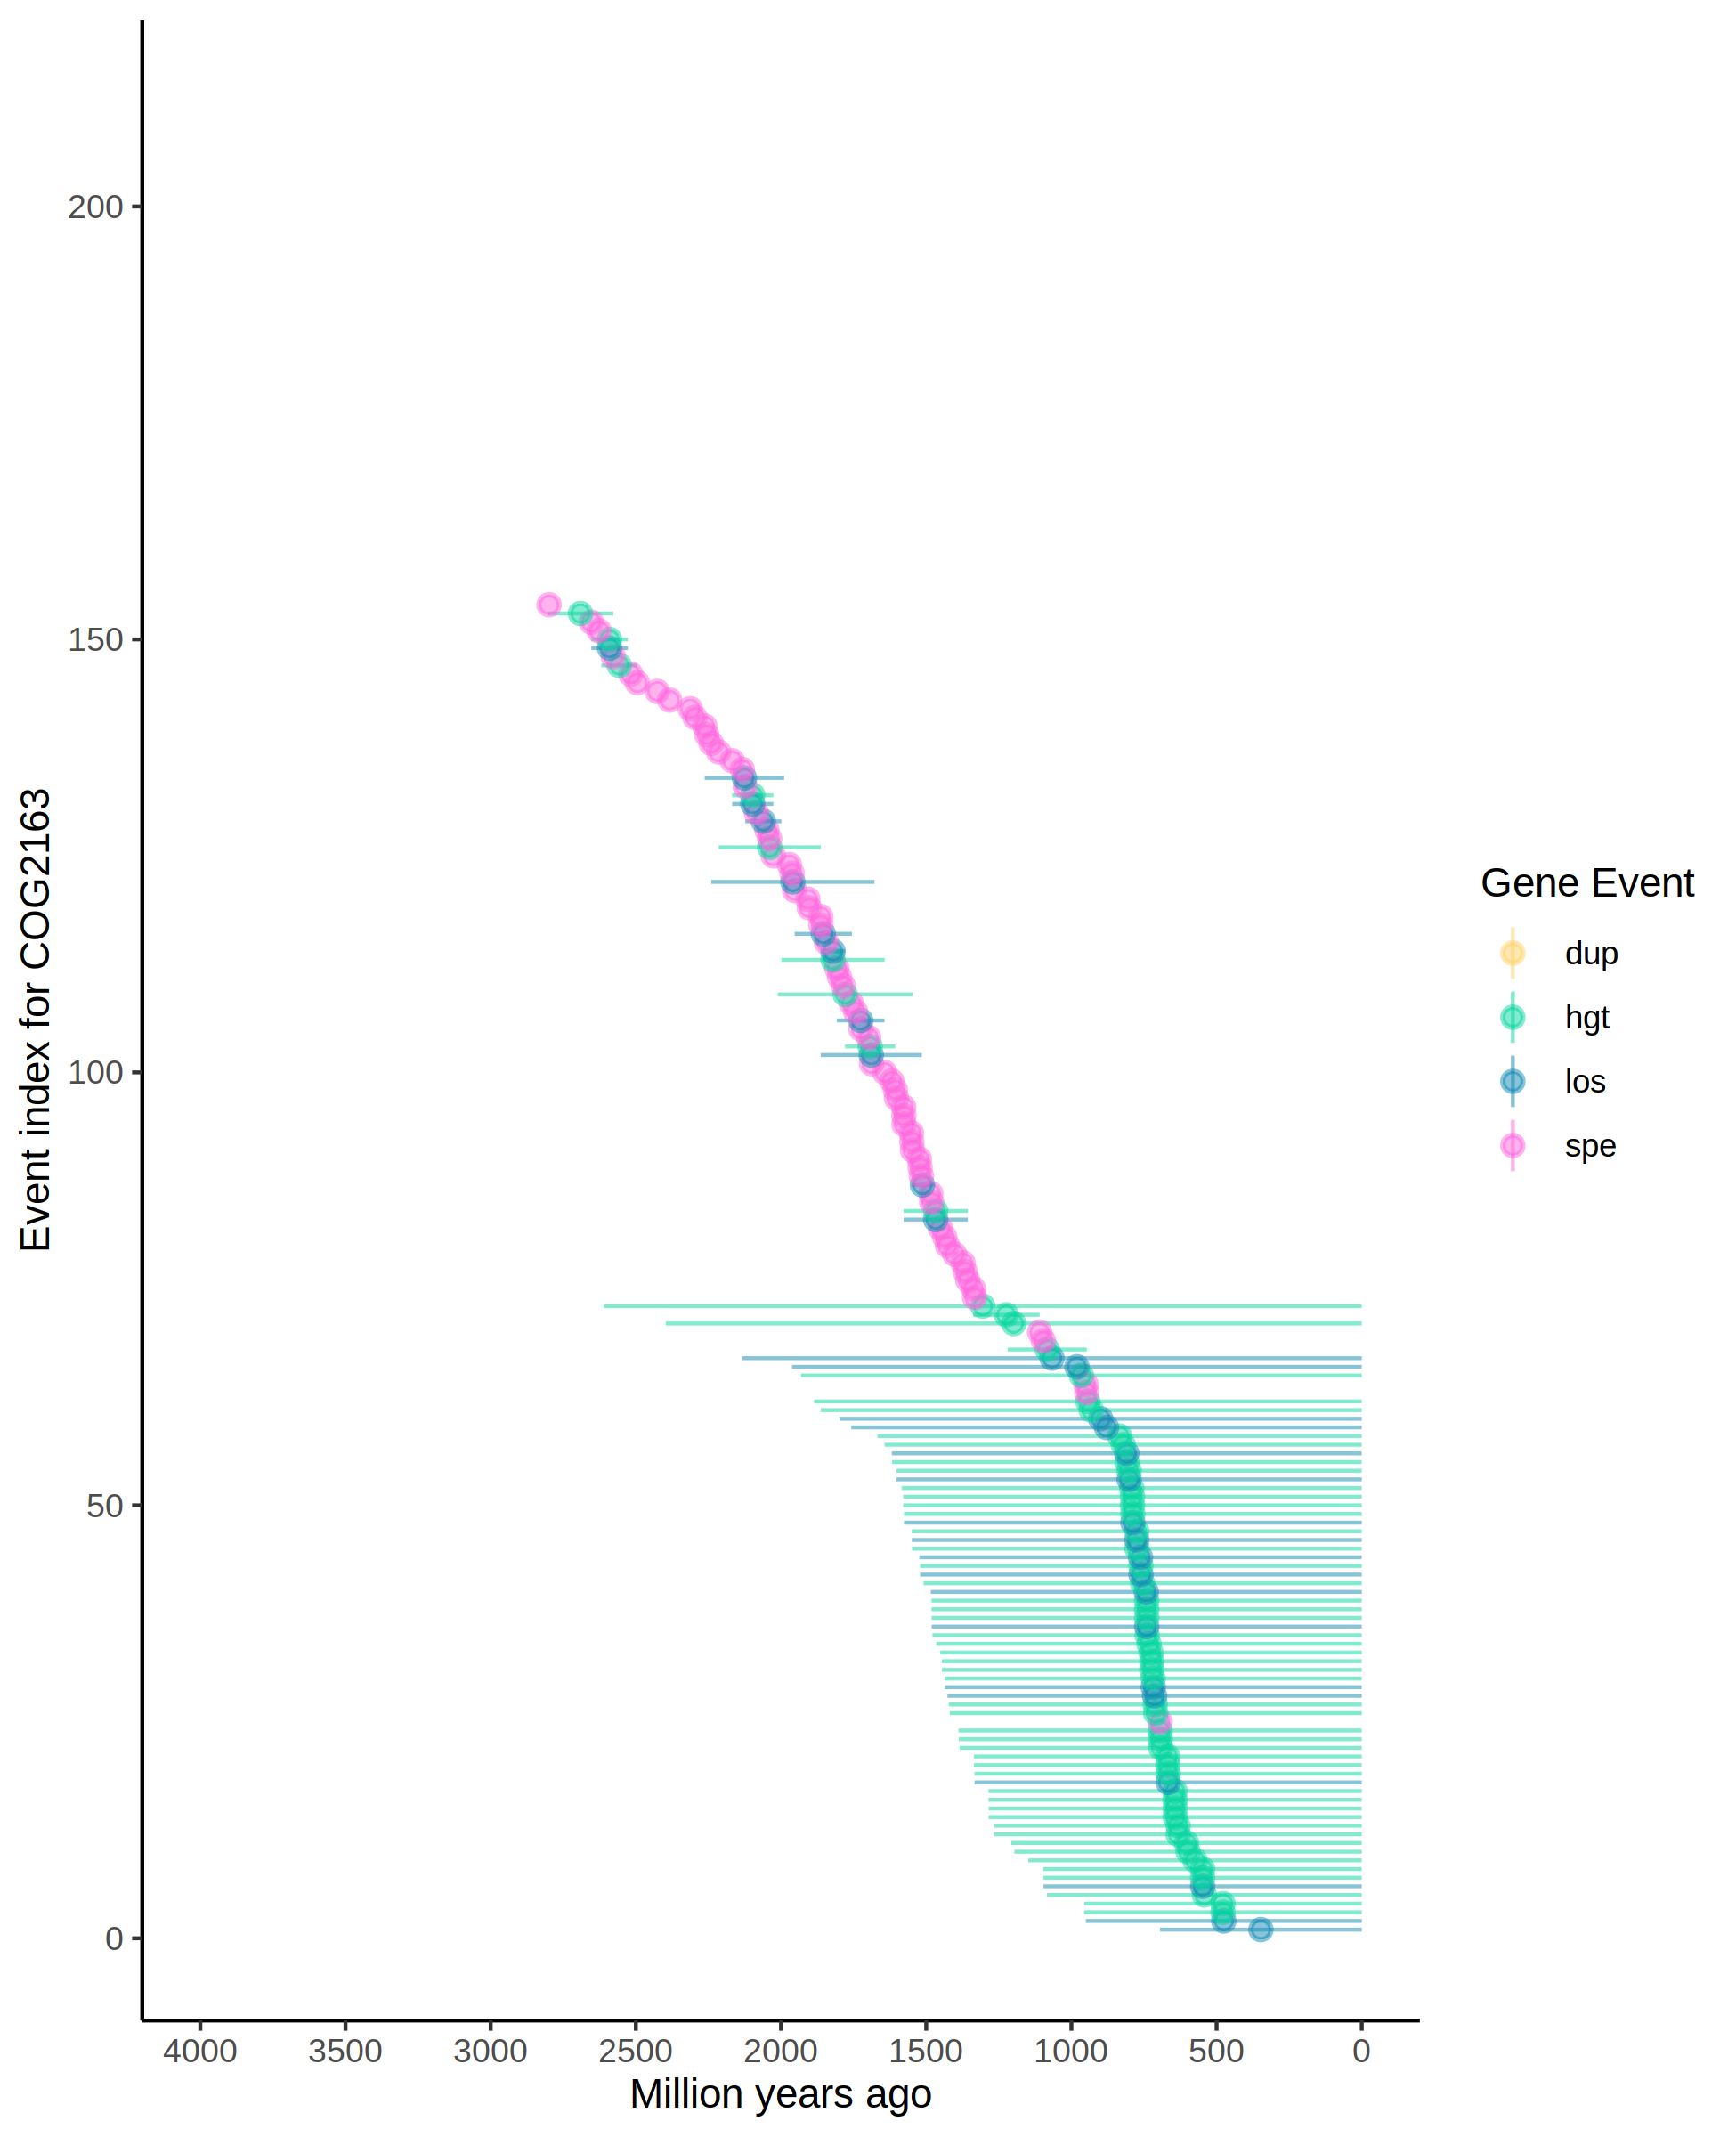 200
150
100
50
0
Event index for COG2163
4000 3500 3000 2500 2000 1500 1000 500 0
Million years ago
Gene Event
dup
hgt
los
spe